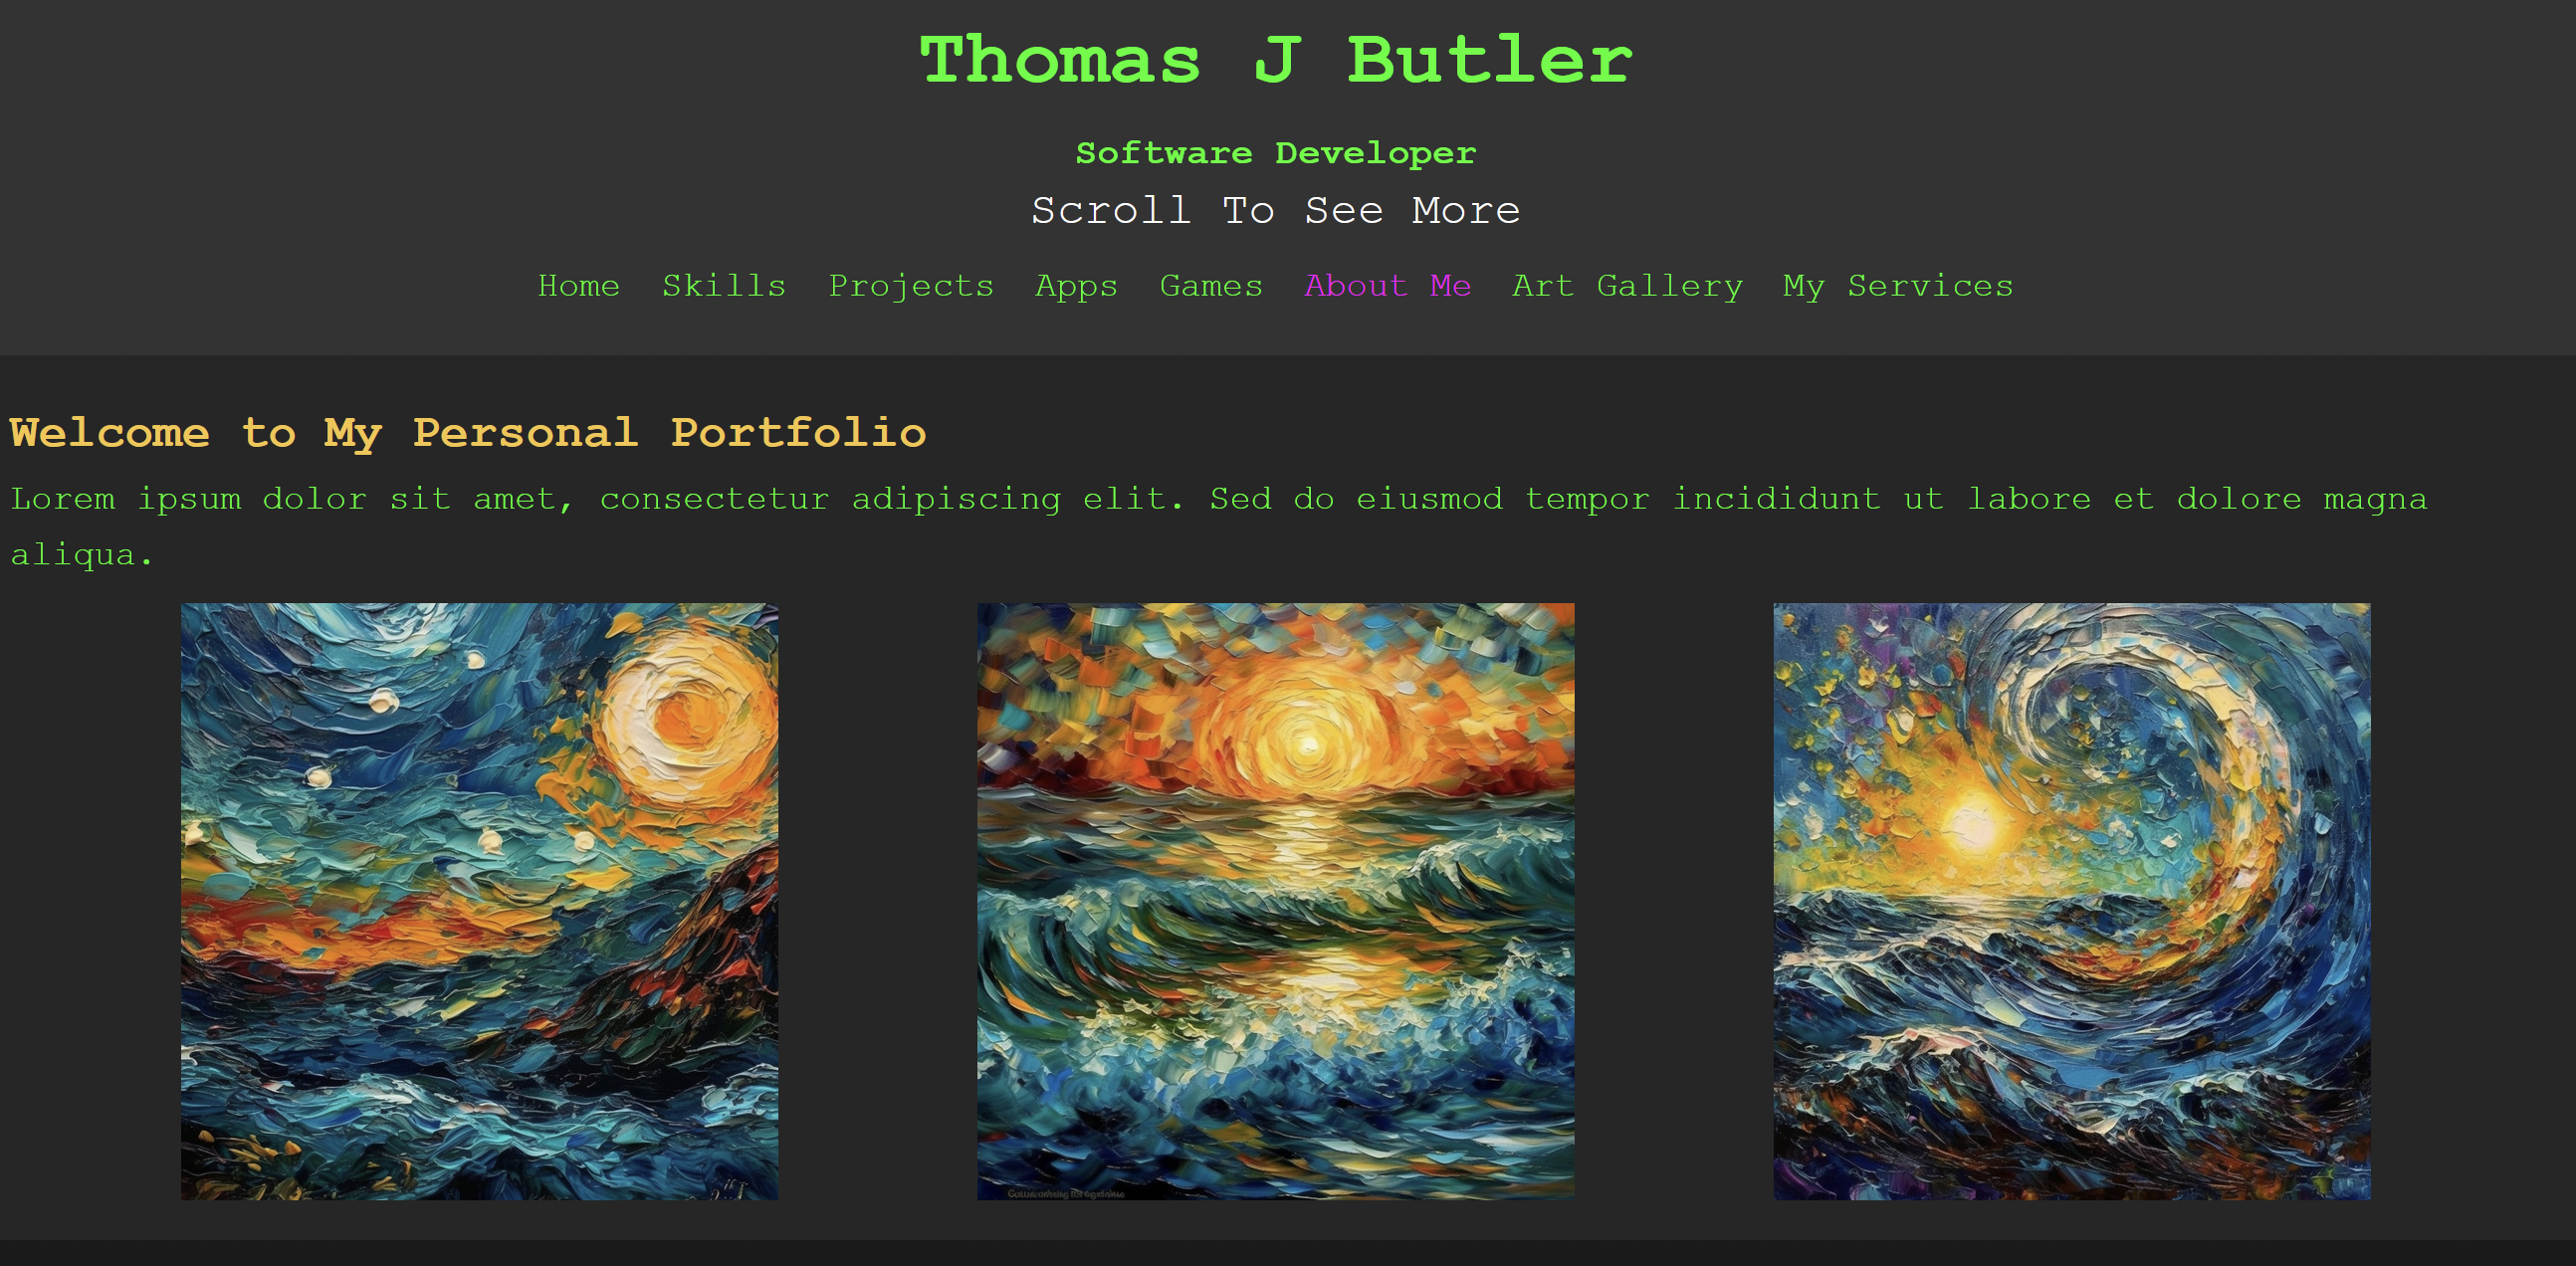 Thomas J Butler
Software Developer
Scroll To See More
Home Skills Projects Apps Games About Me Art Gallery My Services
Welcome to My Personal Portfolio
Lorem ipsum dolor sit amet, consectetur adipiscing elit. Sed do eiusmod tempor incididunt ut labore et dolore magna
aliqua.